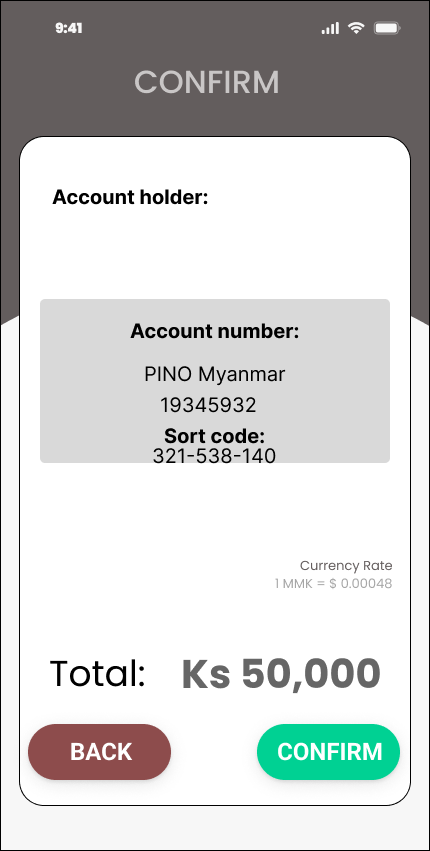 9:41
CONFIRM
Account holder:
Account number:
PINO Myanmar
19345932
Sort code:
321-538-140
Currency Rate
1 MMK = $ 0.00048
Total: Ks 50,000
BACK CONFIRM